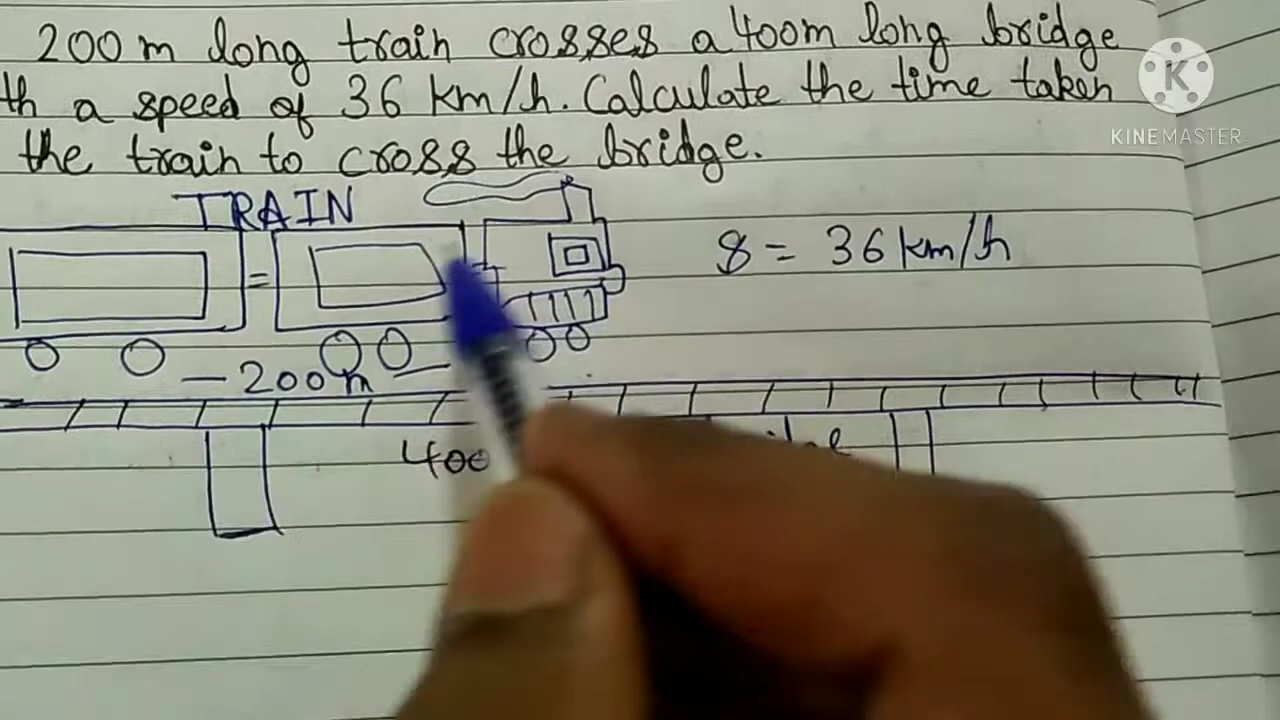 200 m long train crosses a 400m long bridge
th a speed of 36 km/h. Calculate the time taken
the train to cross the bridge.
K
KINEMASTER
TRAIN
S = 36 km/h
200 m
400